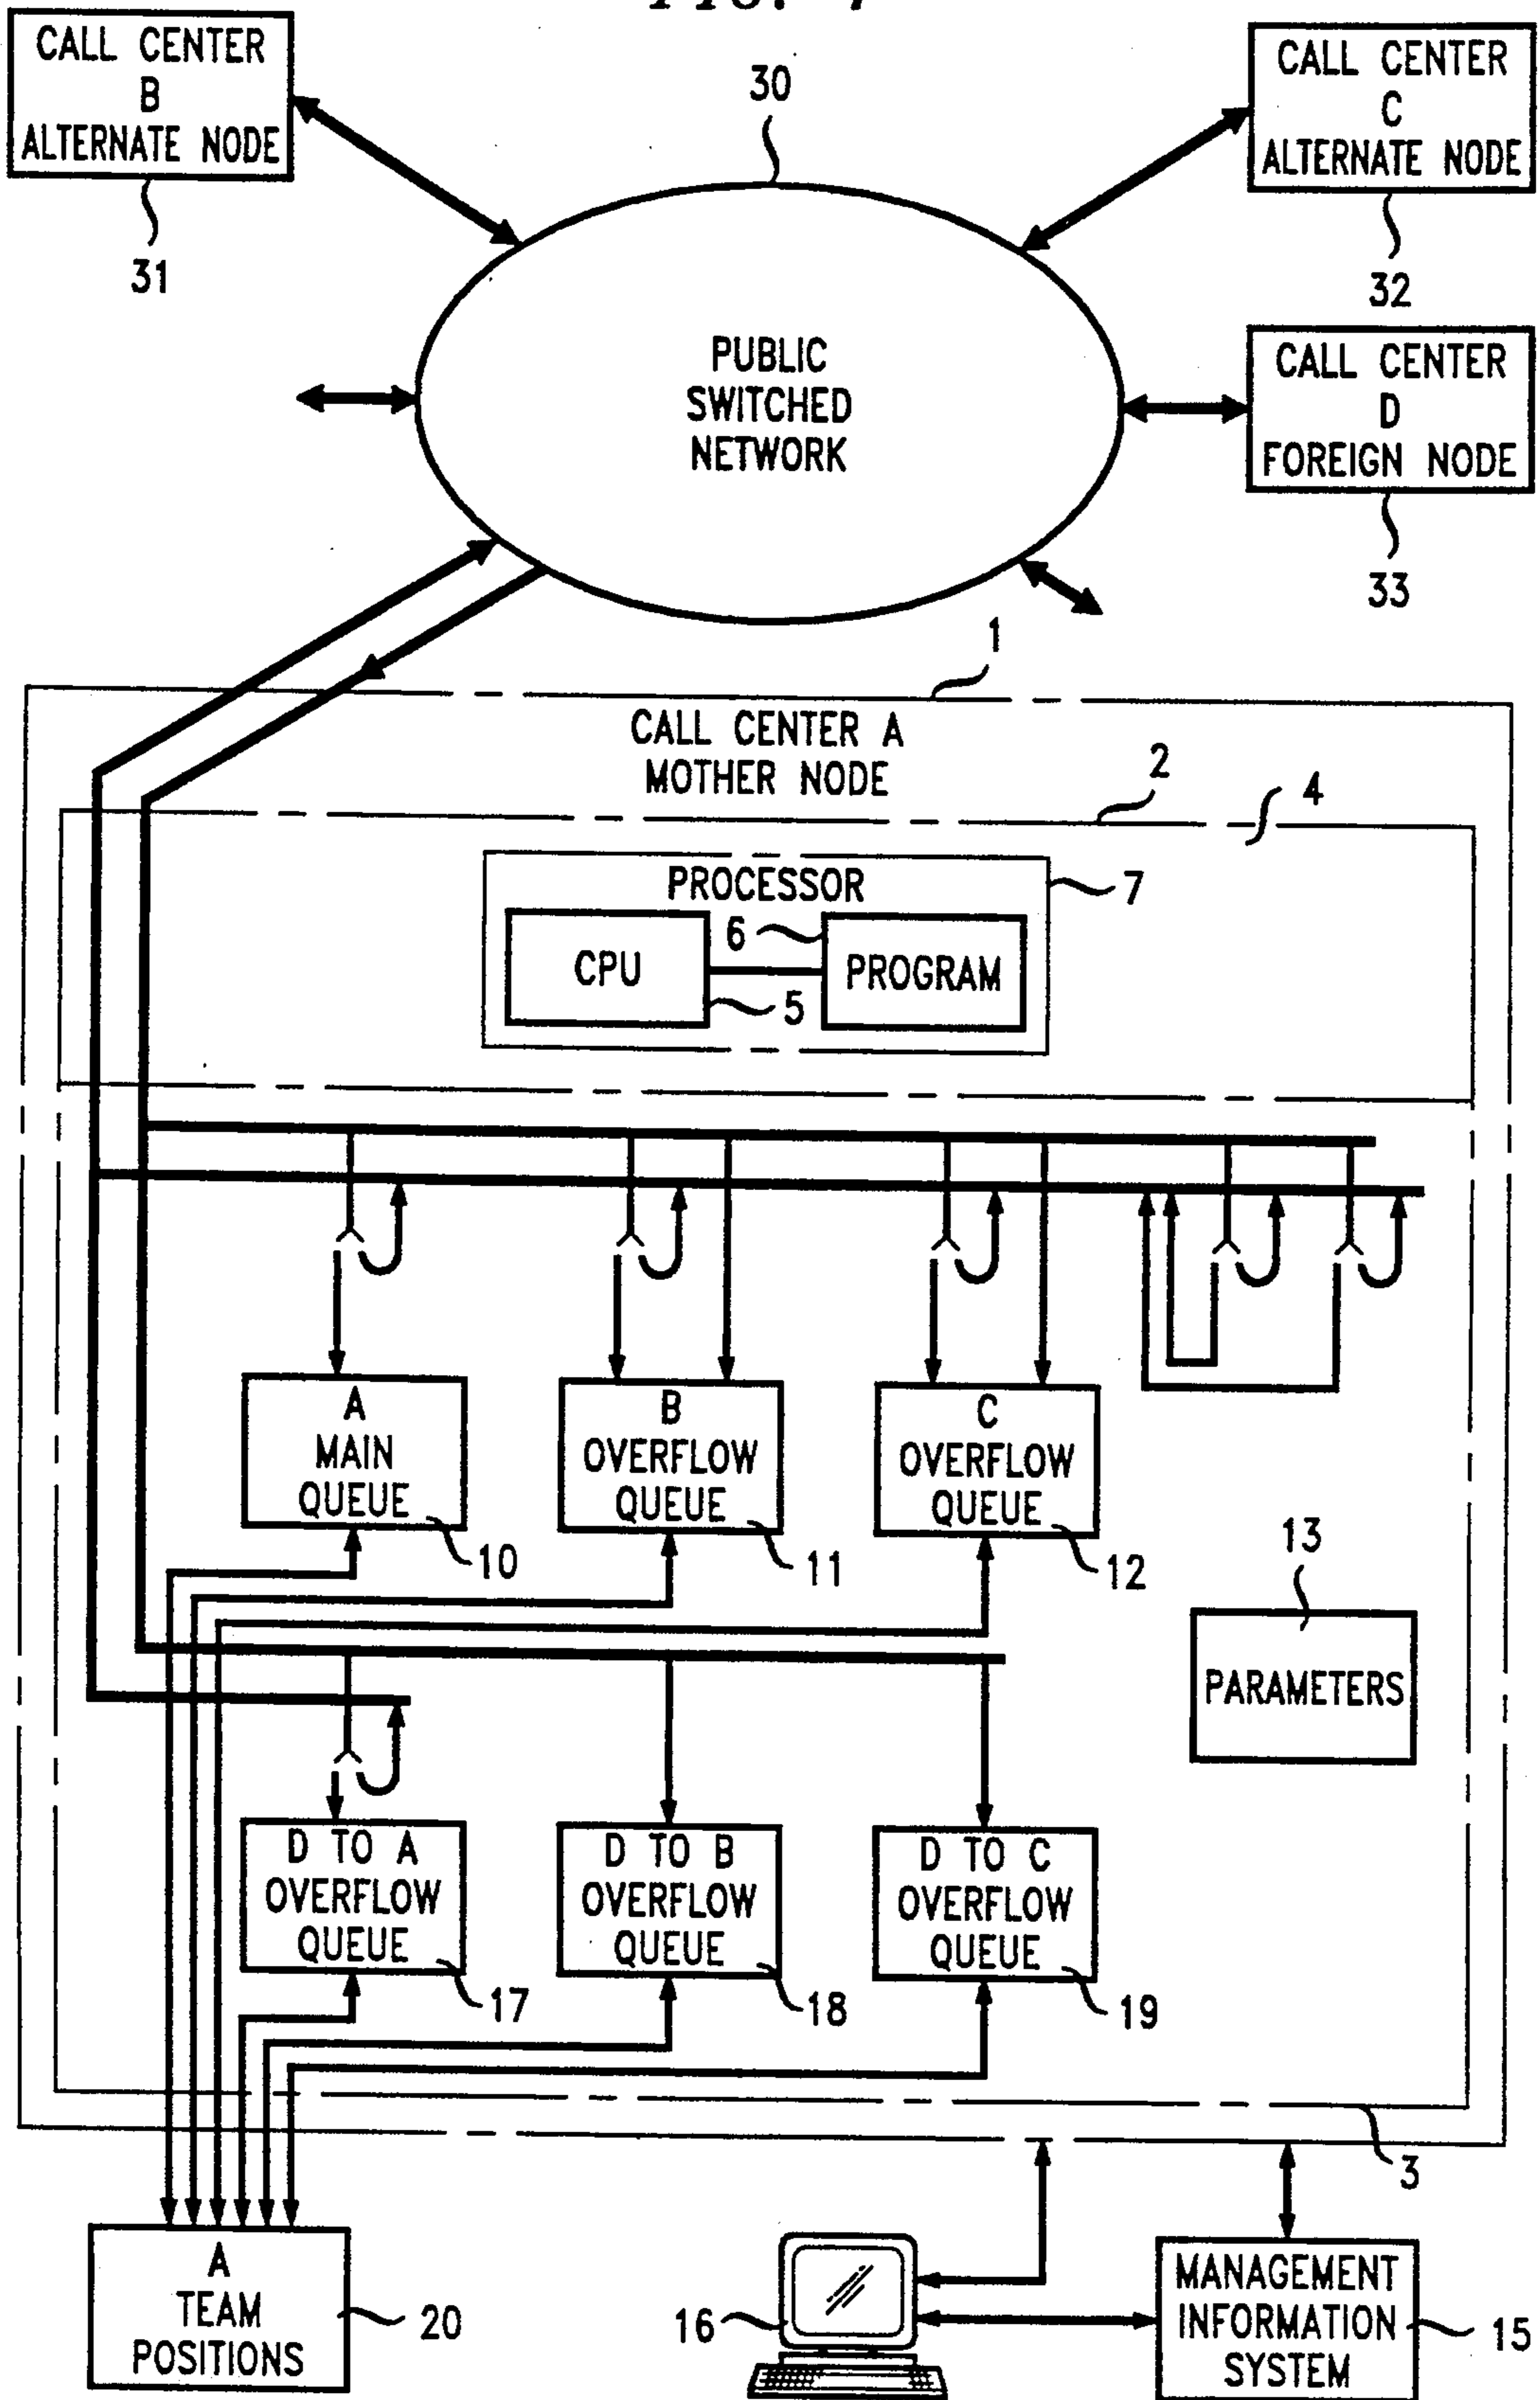 CALL CENTER
B
ALTERNATE NODE
31
30
CALL CENTER
C
ALTERNATE NODE
32
PUBLIC
SWITCHED
NETWORK
CALL CENTER
D
FOREIGN NODE
33
1
CALL CENTER A
MOTHER NODE
2
4
PROCESSOR
7
CPU
5
6
PROGRAM
A
MAIN
QUEUE
10
B
OVERFLOW
QUEUE
11
C
OVERFLOW
QUEUE
12
13
PARAMETERS
D TO A
OVERFLOW
QUEUE
17
D TO B
OVERFLOW
QUEUE
18
D TO C
OVERFLOW
QUEUE
19
3
A
TEAM
POSITIONS
20
16
MANAGEMENT
INFORMATION
SYSTEM
15